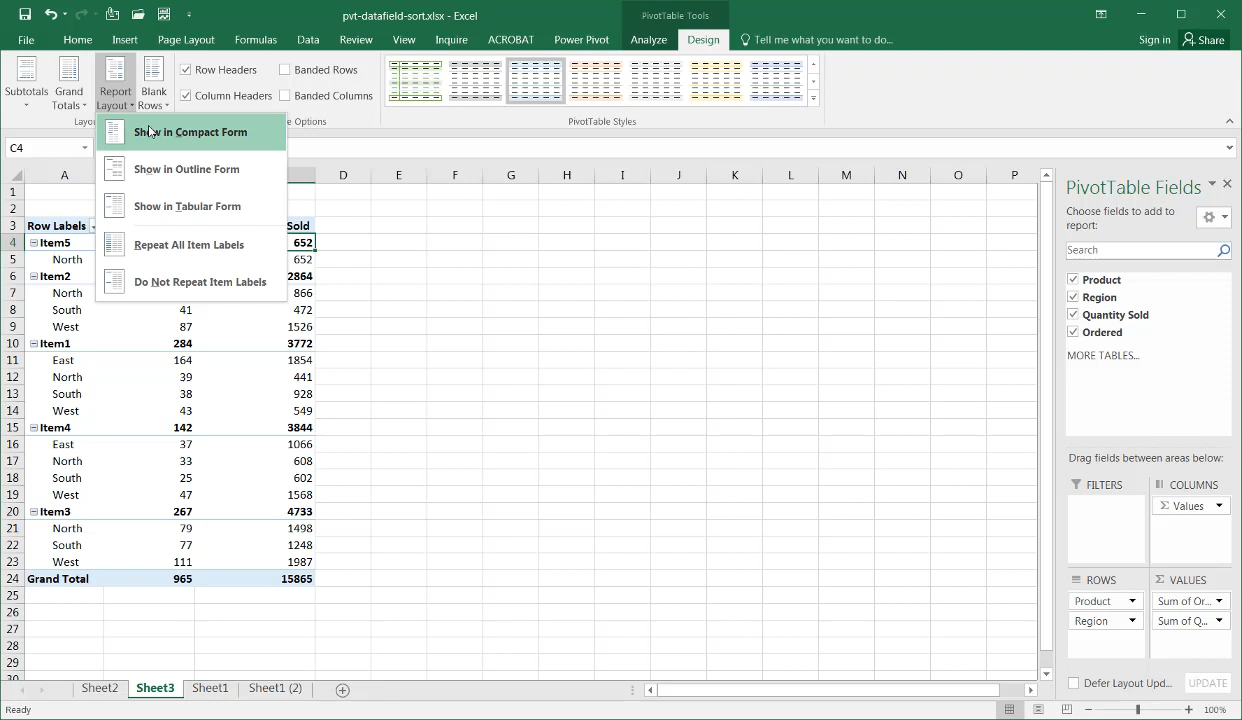 pvt-datafield-sort.xlsx - Excel
PivotTable Tools
File Home Insert Page Layout Formulas Data Review View Inquire ACROBAT Power Pivot Analyze Design Tell me what you want to do... Sign in Share
Subtotals
Grand Totals
Report Layout
Blank Rows
Row Headers
Banded Rows
Column Headers
Banded Columns
Layou
e Options
PivotTable Styles
Show in Compact Form
Show in Outline Form
Show in Tabular Form
Repeat All Item Labels
Do Not Repeat Item Labels
C4
A D E F G H I J K L M N O P
1
2
3 Row Labels Sold
4 Item5 652
5 North 652
6 Item2 2864
7 North 866
8 South 41 472
9 West 87 1526
10 Item1 284 3772
11 East 164 1854
12 North 39 441
13 South 38 928
14 West 43 549
15 Item4 142 3844
16 East 37 1066
17 North 33 608
18 South 25 602
19 West 47 1568
20 Item3 267 4733
21 North 79 1498
22 South 77 1248
23 West 111 1987
24 Grand Total 965 15865
25
26
27
28
29
30
PivotTable Fields
Choose fields to add to
report:
Search
Product
Region
Quantity Sold
Ordered
MORE TABLES...
Drag fields between areas below:
FILTERS
COLUMNS
Σ Values
ROWS
Product
Region
Σ VALUES
Sum of Or...
Sum of Q...
Defer Layout Upd...
UPDATE
Sheet2 Sheet3 Sheet1 Sheet1 (2)
Ready
100%